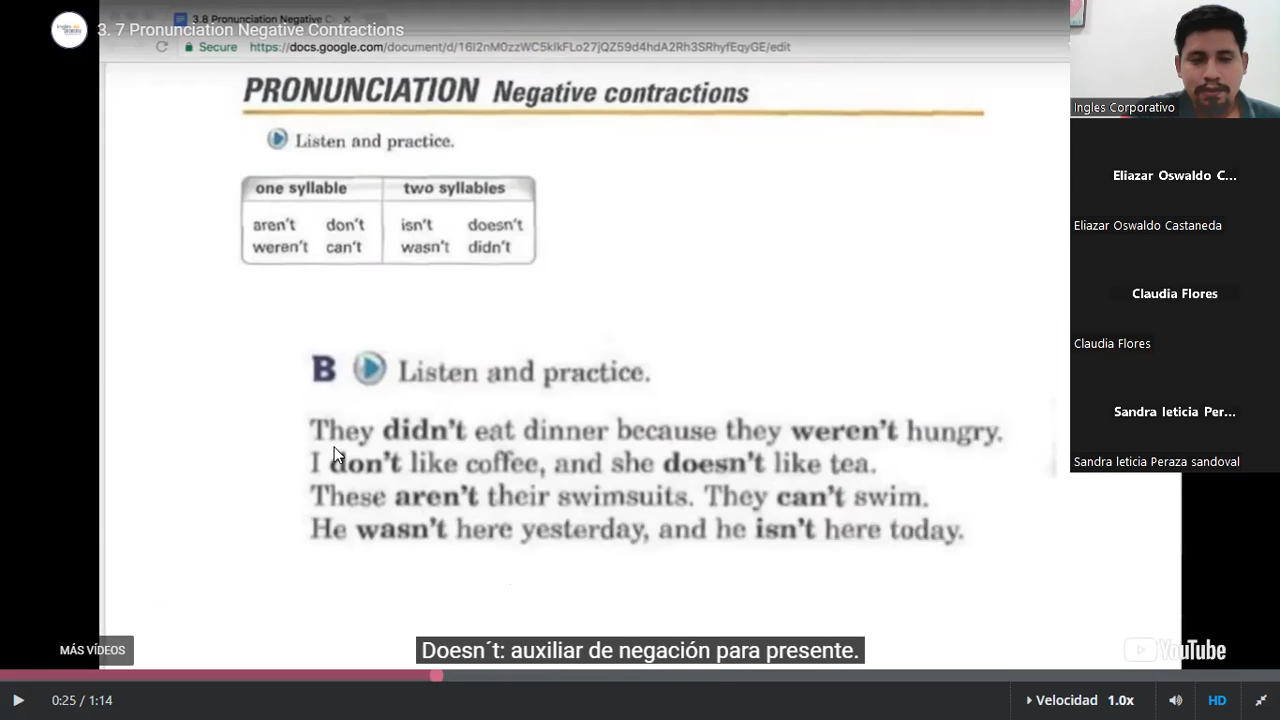 3.8 Pronunciation Negative C
3. 7 Pronunciation Negative Contractions
Secure https://docs.google.com/document/d/16I2nM0zzWC5kIkFLo27jQZ59d4hdA2Rh3SRhyfEqyGE/edit
PRONUNCIATION Negative contractions
Listen and practice.
one syllable two syllables
aren't don't isn't doesn't
weren't can't wasn't didn't
B Listen and practice.
They didn't eat dinner because they weren't hungry.
I don't like coffee, and she doesn't like tea.
These aren't their swimsuits. They can't swim.
He wasn't here yesterday, and he isn't here today.
MÁS VÍDEOS
Doesn´t: auxiliar de negación para presente.
YouTube
0:25 / 1:14
Velocidad 1.0x
HD
Ingles Corporativo
Eliazar Oswaldo C...
Eliazar Oswaldo Castaneda
Claudia Flores
Claudia Flores
Sandra leticia Per...
Sandra leticia Peraza sandoval